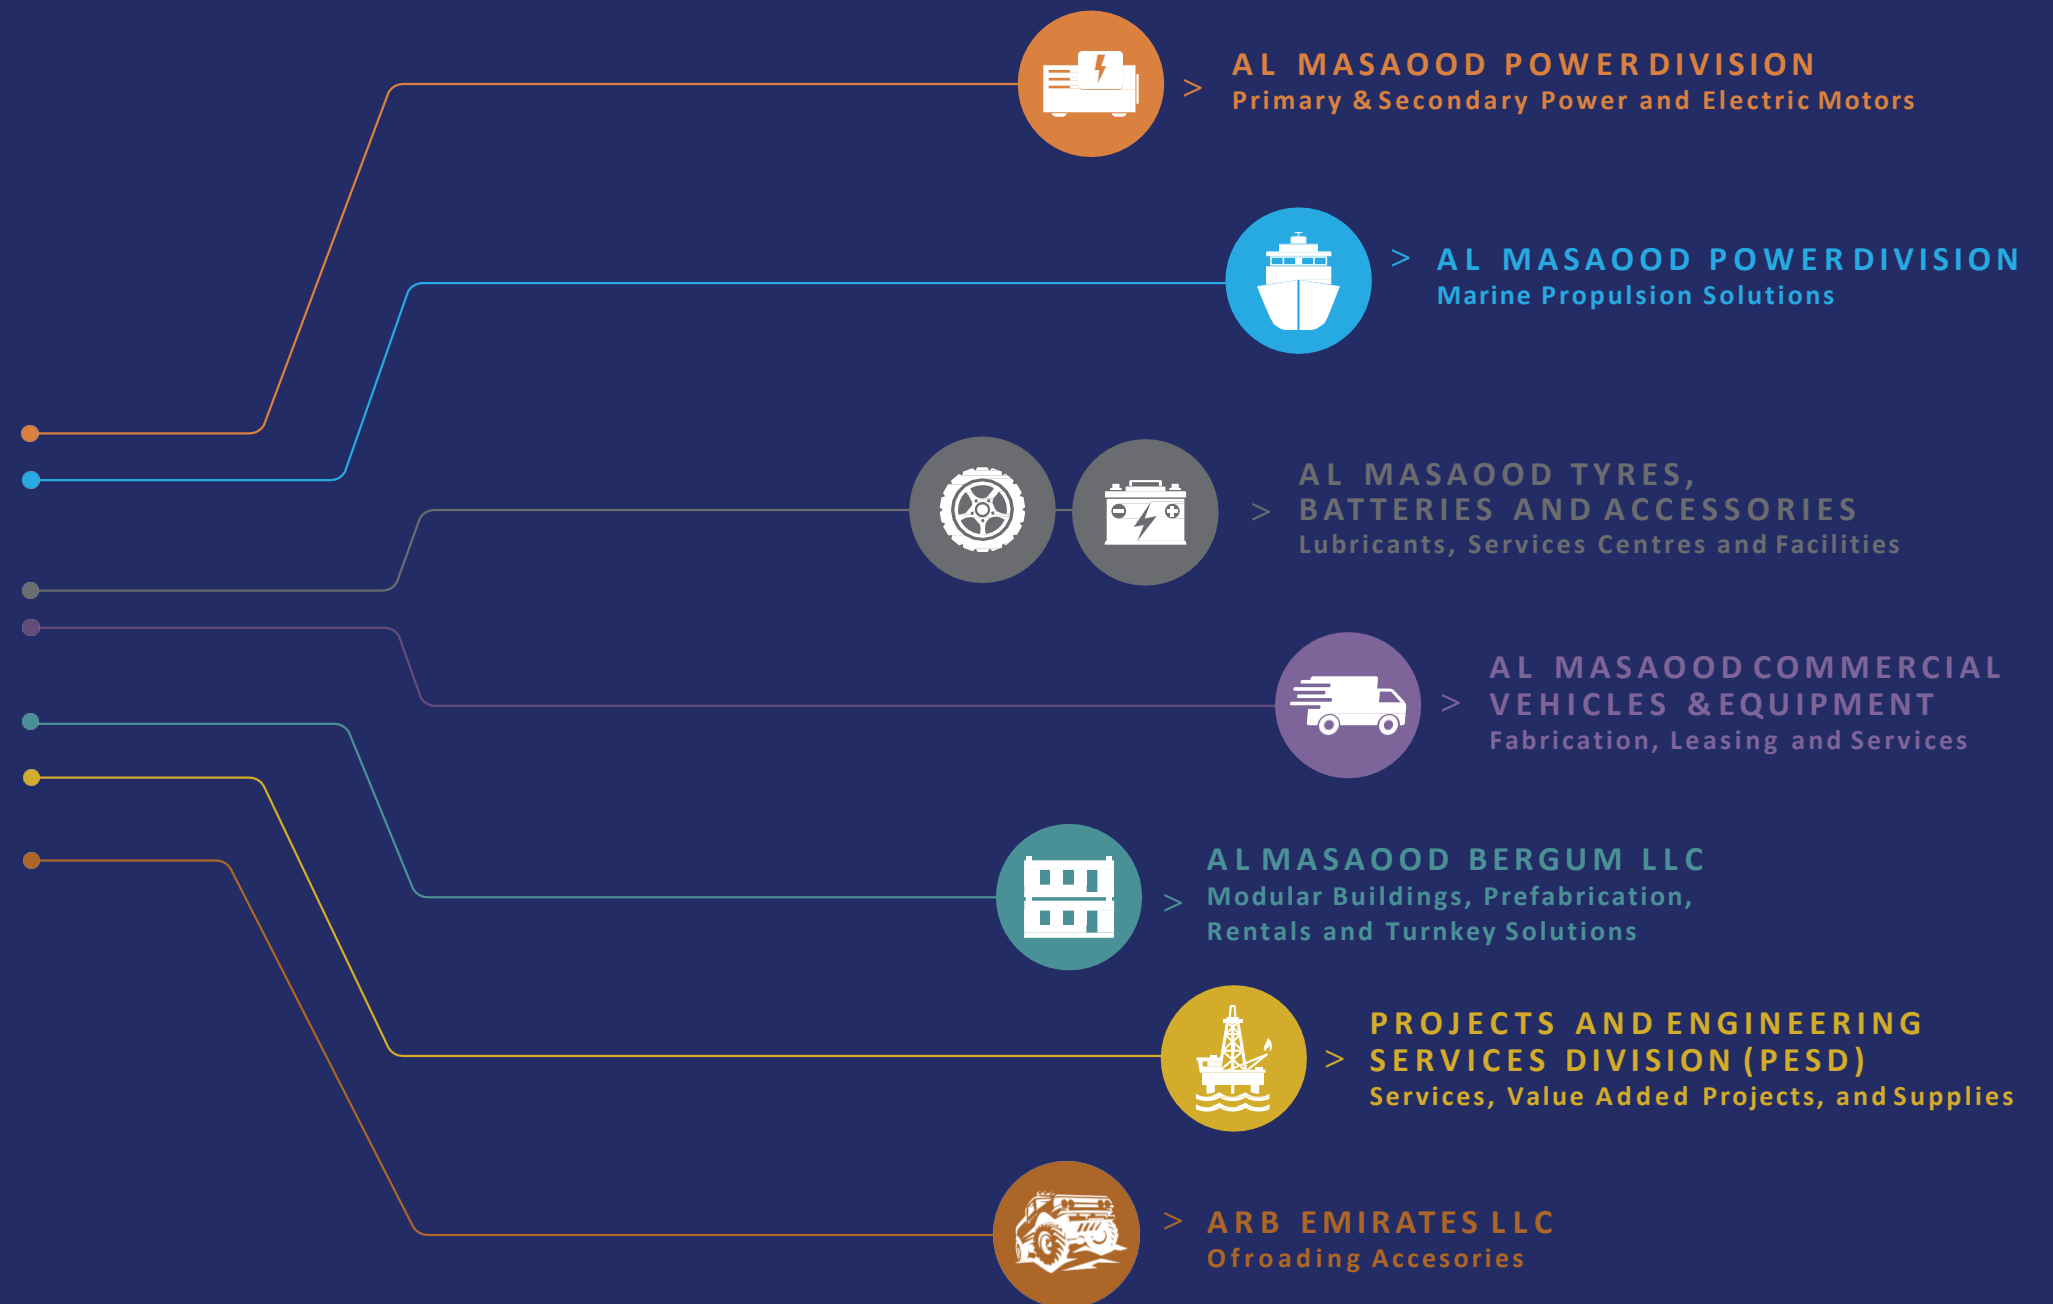 > AL MASAOOD POWER DIVISION
Primary & Secondary Power and Electric Motors
> AL MASAOOD POWER DIVISION
Marine Propulsion Solutions
AL MASAOOD TYRES,
> BATTERIES AND ACCESSORIES
Lubricants, Services Centres and Facilities
AL MASAOOD COMMERCIAL
> VEHICLES & EQUIPMENT
Fabrication, Leasing and Services
AL MASAOOD BERGUM LLC
> Modular Buildings, Prefabrication,
Rentals and Turnkey Solutions
PROJECTS AND ENGINEERING
> SERVICES DIVISION (PESD)
Services, Value Added Projects, and Supplies
> ARB EMIRATES LLC
Ofroading Accesories